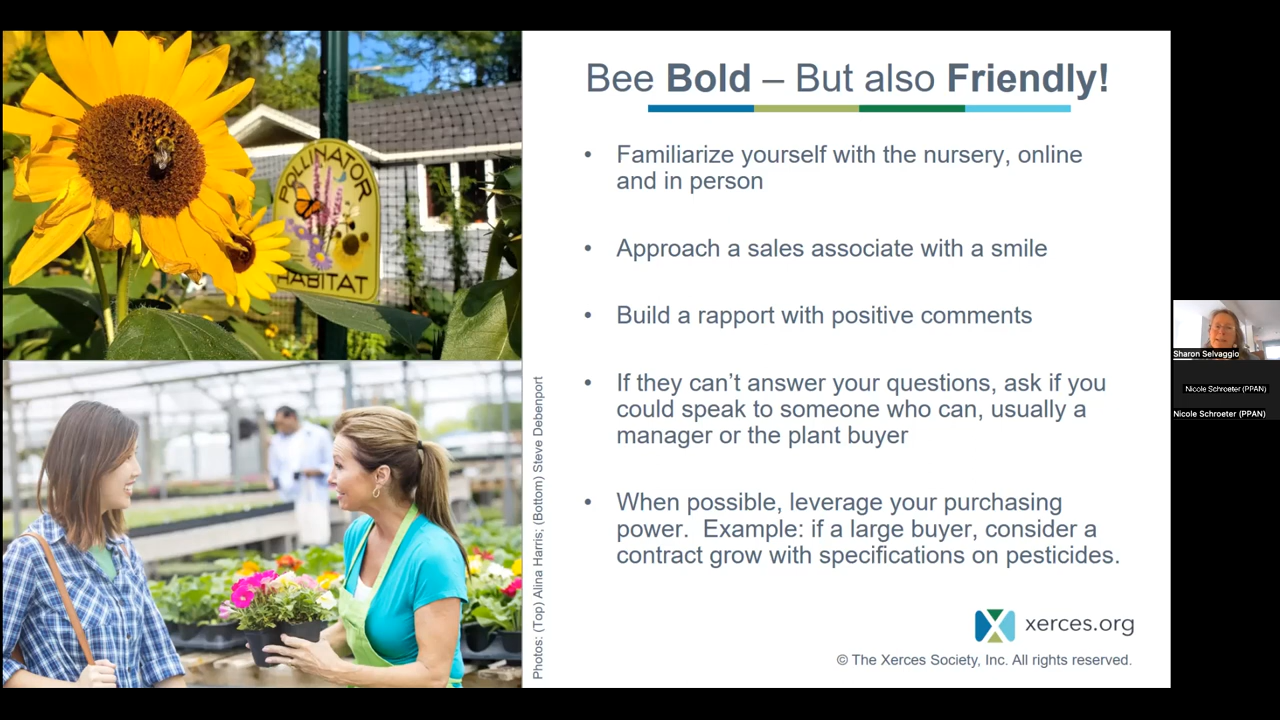 POLLINATOR
HABITAT
Photos: (Top) Alina Harris; (Bottom) Steve Debenport
Bee Bold – But also Friendly!
• Familiarize yourself with the nursery, online
and in person
• Approach a sales associate with a smile
• Build a rapport with positive comments
• If they can’t answer your questions, ask if you
could speak to someone who can, usually a
manager or the plant buyer
• When possible, leverage your purchasing
power.  Example: if a large buyer, consider a
contract grow with specifications on pesticides.
xerces.org
© The Xerces Society, Inc. All rights reserved.
Sharon Selvaggio
Nicole Schroeter (PPAN)
Nicole Schroeter (PPAN)